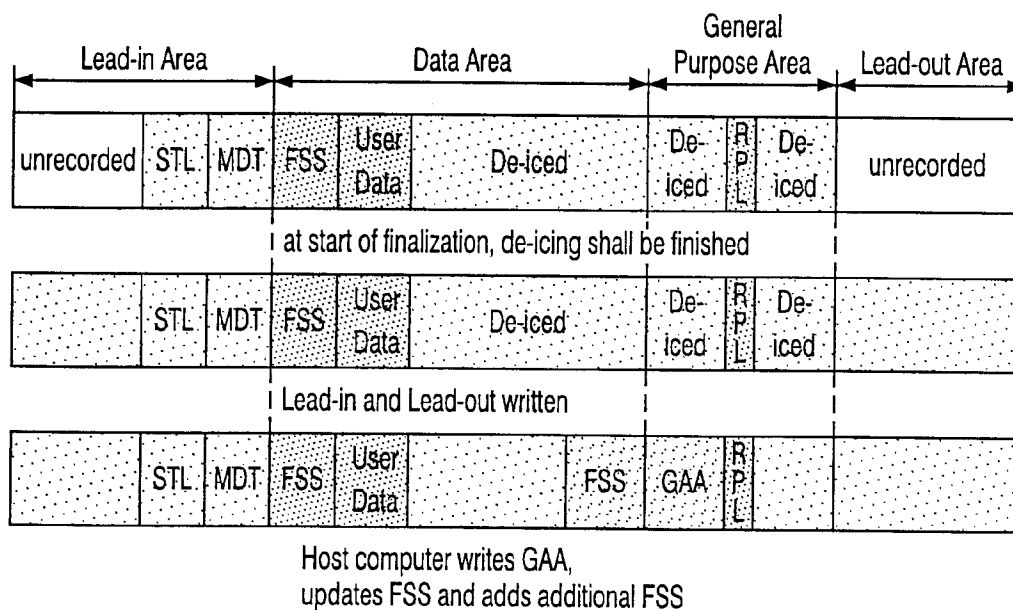 General
Lead-in Area Data Area Purpose Area Lead-out Area
unrecorded STL MDT FSS User Data De-iced De-iced RPL De-iced unrecorded
at start of finalization, de-icing shall be finished
STL MDT FSS User Data De-iced De-iced RPL De-iced
Lead-in and Lead-out written
STL MDT FSS User Data FSS GAA RPL
Host computer writes GAA,
updates FSS and adds additional FSS